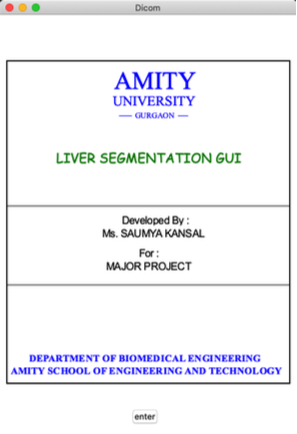 Dicom
AMITY
UNIVERSITY
— GURGAON —
LIVER SEGMENTATION GUI
Developed By :
Ms. SAUMYA KANSAL
For :
MAJOR PROJECT
DEPARTMENT OF BIOMEDICAL ENGINEERING
AMITY SCHOOL OF ENGINEERING AND TECHNOLOGY
enter